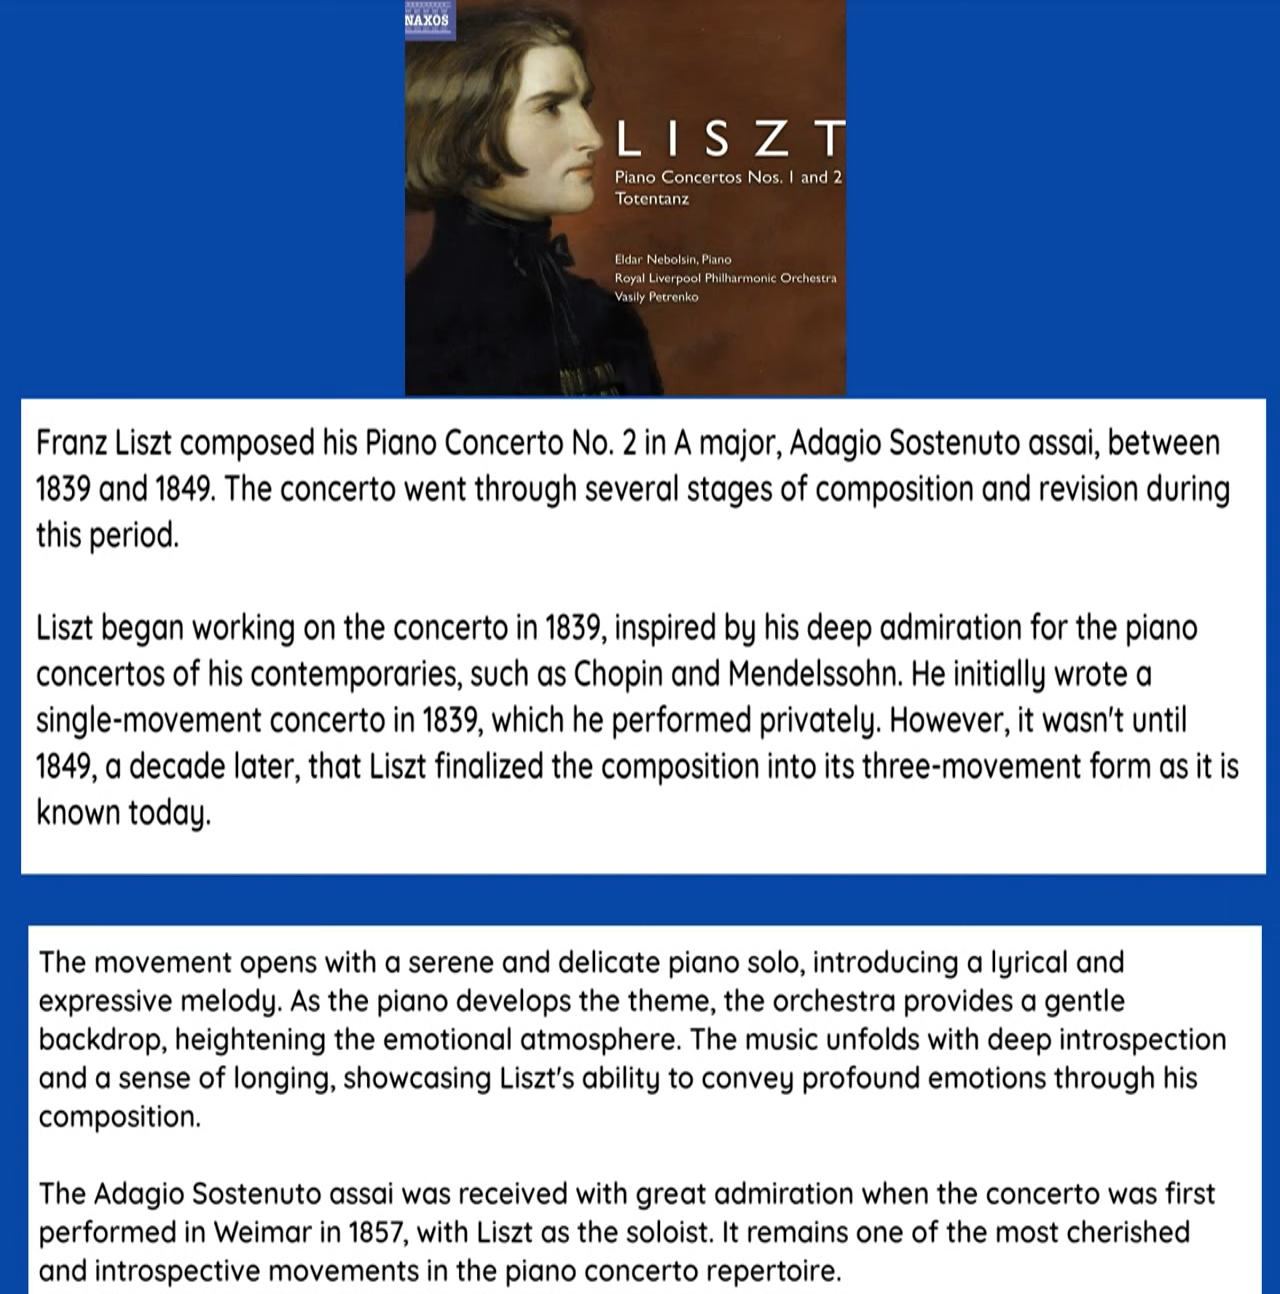 NAXOS
LISZT
Piano Concertos Nos. 1 and 2
Totentanz
Eldar Nebolsin, Piano
Royal Liverpool Philharmonic Orchestra
Vasily Petrenko
Franz Liszt composed his Piano Concerto No. 2 in A major, Adagio Sostenuto assai, between
1839 and 1849. The concerto went through several stages of composition and revision during
this period.
Liszt began working on the concerto in 1839, inspired by his deep admiration for the piano
concertos of his contemporaries, such as Chopin and Mendelssohn. He initially wrote a
single-movement concerto in 1839, which he performed privately. However, it wasn't until
1849, a decade later, that Liszt finalized the composition into its three-movement form as it is
known today.
The movement opens with a serene and delicate piano solo, introducing a lyrical and
expressive melody. As the piano develops the theme, the orchestra provides a gentle
backdrop, heightening the emotional atmosphere. The music unfolds with deep introspection
and a sense of longing, showcasing Liszt's ability to convey profound emotions through his
composition.
The Adagio Sostenuto assai was received with great admiration when the concerto was first
performed in Weimar in 1857, with Liszt as the soloist. It remains one of the most cherished
and introspective movements in the piano concerto repertoire.